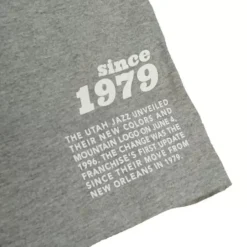 since
1979
THE UTAH JAZZ UNVEILED
THEIR NEW COLORS AND
MOUNTAIN LOGO ON JUNE 4,
1996. THE CHANGE WAS THE
FRANCHISE'S FIRST UPDATE
SINCE THEIR MOVE FROM
NEW ORLEANS IN 1979.